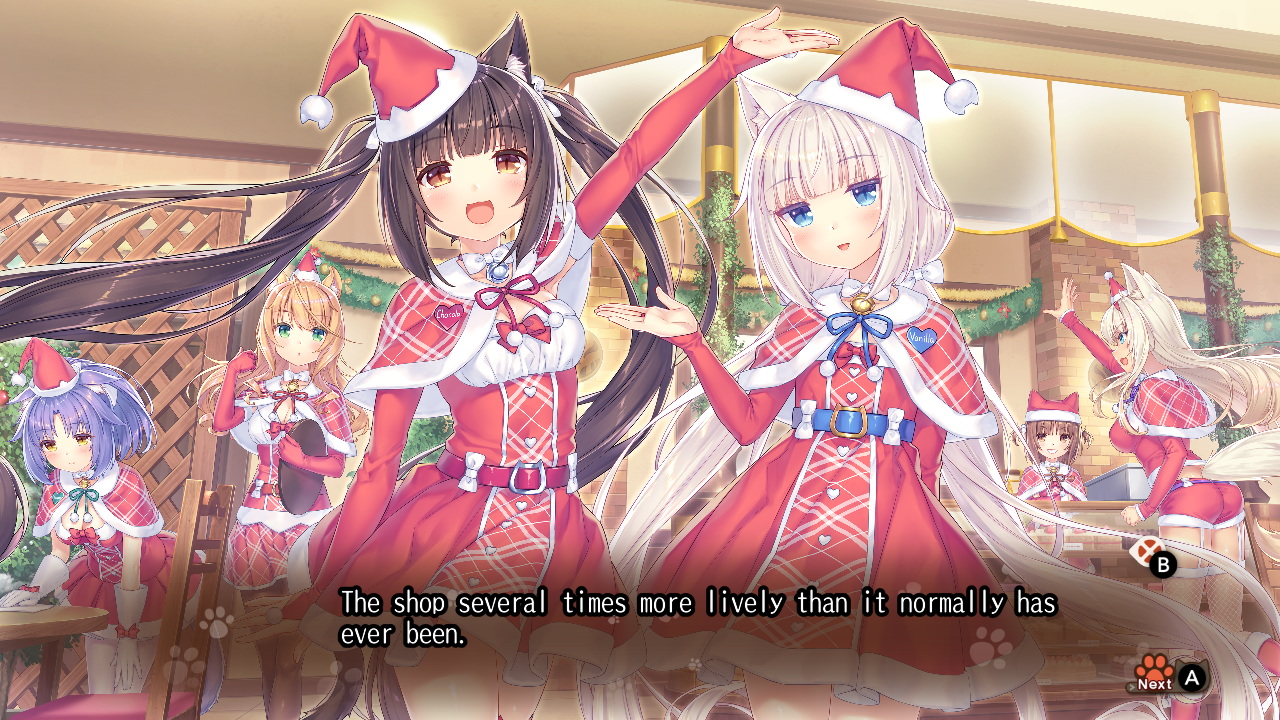 Chocola
Vanilla
The shop several times more lively than it normally has
ever been.
B
Next A